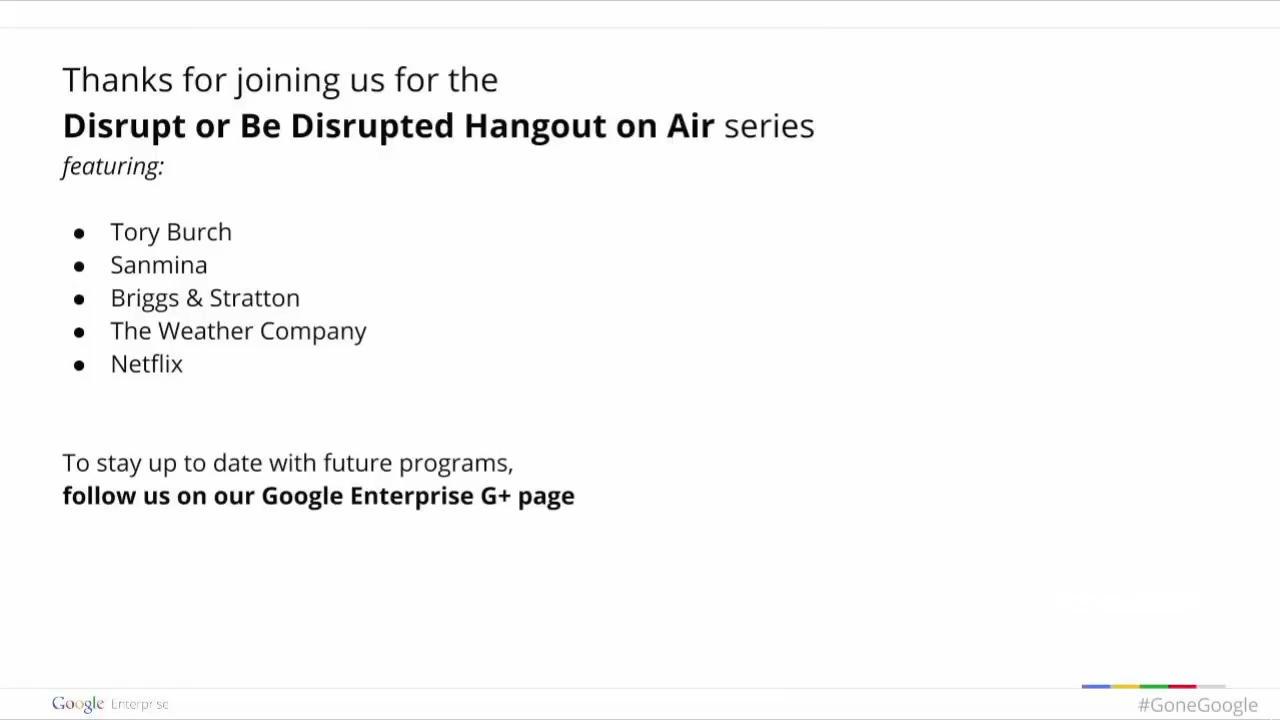 Thanks for joining us for the
Disrupt or Be Disrupted Hangout on Air series
featuring:
● Tory Burch
● Sanmina
● Briggs & Stratton
● The Weather Company
● Netflix
To stay up to date with future programs,
follow us on our Google Enterprise G+ page
Google Enterprise
#GoneGoogle